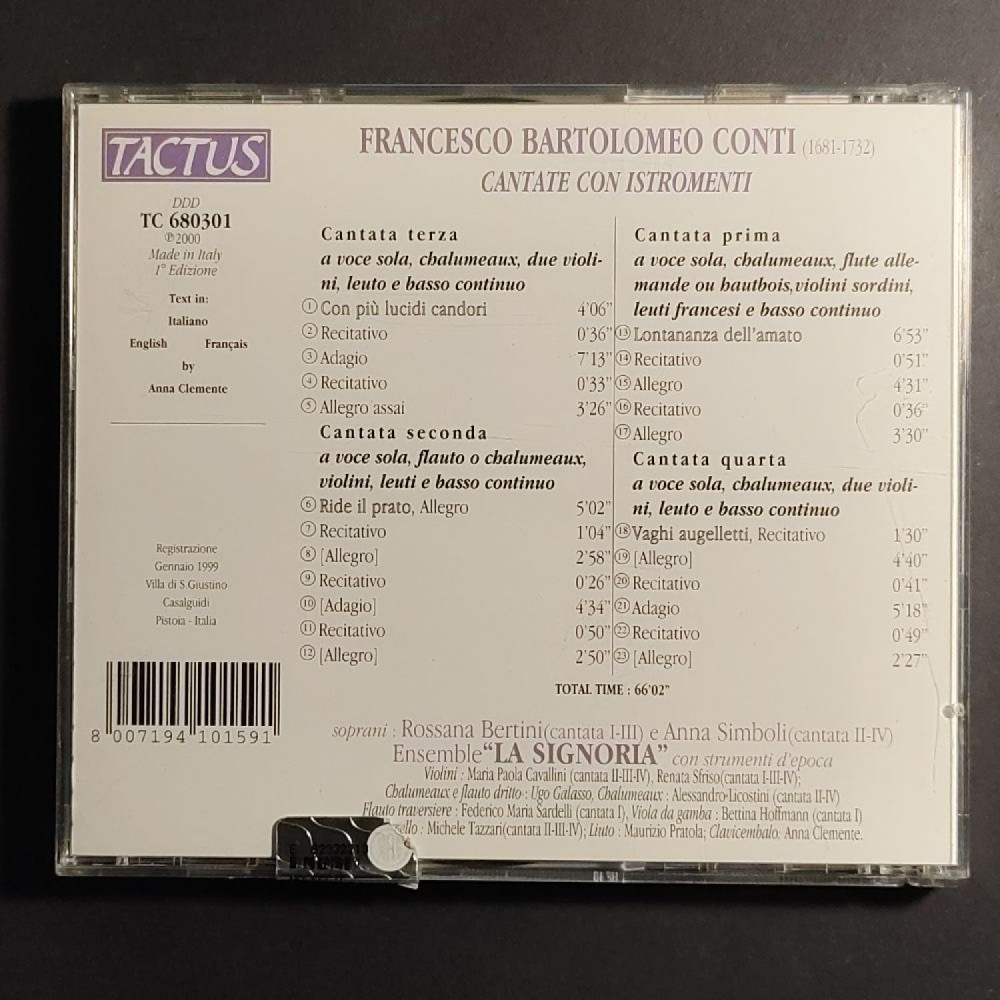 TACTUS
DDD
TC 680301
℗ 2000
Made in Italy
1° Edizione
Text in:
Italiano
English Français
by
Anna Clemente
Registrazione
Gennaio 1999
Villa di S.Giustino
Casalguidi
Pistoia - Italia
8 007194 101591
FRANCESCO BARTOLOMEO CONTI (1681-1732)
CANTATE CON ISTROMENTI
Cantata terza
a voce sola, chalumeaux, due violi-
ni, leuto e basso continuo
① Con più lucidi candori 4'06"
② Recitativo 0'36"
③ Adagio 7'13"
④ Recitativo 0'33"
⑤ Allegro assai 3'26"
Cantata seconda
a voce sola, flauto o chalumeaux,
violini, leuti e basso continuo
⑥ Ride il prato, Allegro 5'02"
⑦ Recitativo 1'04"
⑧ [Allegro] 2'58"
⑨ Recitativo 0'26"
⑩ [Adagio] 4'34"
⑪ Recitativo 0'50"
⑫ [Allegro] 2'50"
Cantata prima
a voce sola, chalumeaux, flute alle-
mande ou hautbois,violini sordini,
leuti francesi e basso continuo
⑬ Lontananza dell'amato 6'53"
⑭ Recitativo 0'51"
⑮ Allegro 4'31"
⑯ Recitativo 0'36"
⑰ Allegro 3'30"
Cantata quarta
a voce sola, chalumeaux, due violi-
ni, leuto e basso continuo
⑱ Vaghi augelletti, Recitativo 1'30"
⑲ [Allegro] 4'40"
⑳ Recitativo 0'41"
㉑ Adagio 5'18"
㉒ Recitativo 0'49"
㉓ [Allegro] 2'27"
TOTAL TIME : 66'02"
soprani : Rossana Bertini(cantata I-III) e Anna Simboli(cantata II-IV)
Ensemble "LA SIGNORIA" con strumenti d'epoca
Violini : Maria Paola Cavallini (cantata II-III-IV), Renata Sfriso(cantata I-III-IV);
Chalumeaux e flauto dritto : Ugo Galasso, Chalumeaux : Alessandro Licostini (cantata II-IV)
Flauto traversiere : Federico Maria Sardelli (cantata I), Viola da gamba : Bettina Hoffmann (cantata I)
: Michele Tazzari(cantata II-III-IV); Liuto : Maurizio Pratola; Clavicembalo: Anna Clemente.